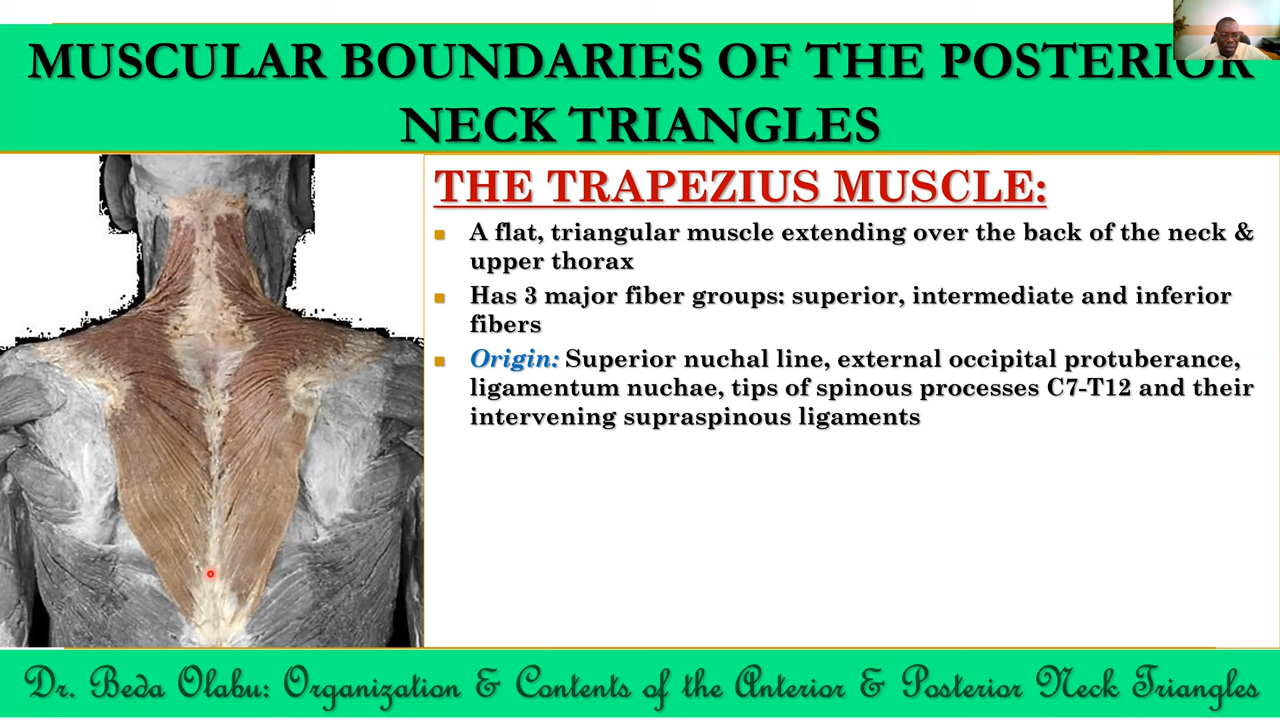 MUSCULAR BOUNDARIES OF THE POSTERIOR
NECK TRIANGLES
THE TRAPEZIUS MUSCLE:
A flat, triangular muscle extending over the back of the neck &
upper thorax
Has 3 major fiber groups: superior, intermediate and inferior
fibers
Origin: Superior nuchal line, external occipital protuberance,
ligamentum nuchae, tips of spinous processes C7-T12 and their
intervening supraspinous ligaments
Dr. Beda Olabu: Organization & Contents of the Anterior & Posterior Neck Triangles